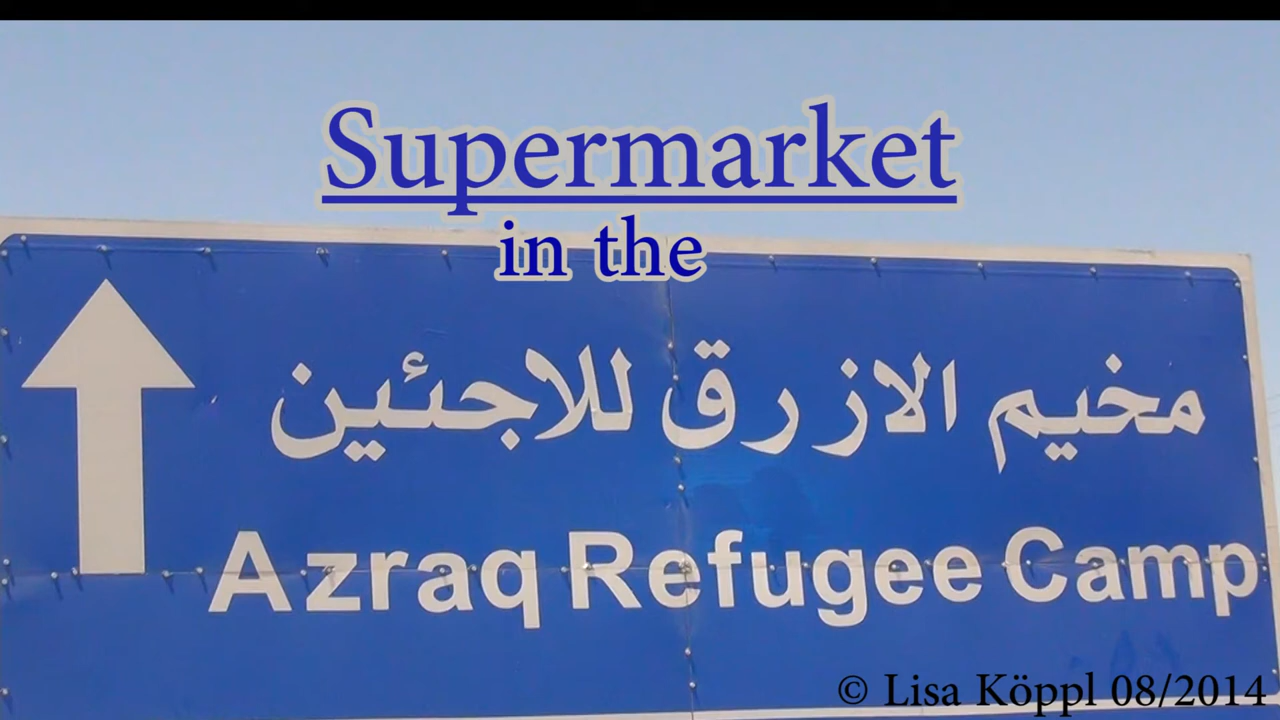 Supermarket
in the
مخيم الازرق للاجئين
Azraq Refugee Camp
© Lisa Köppl 08/2014